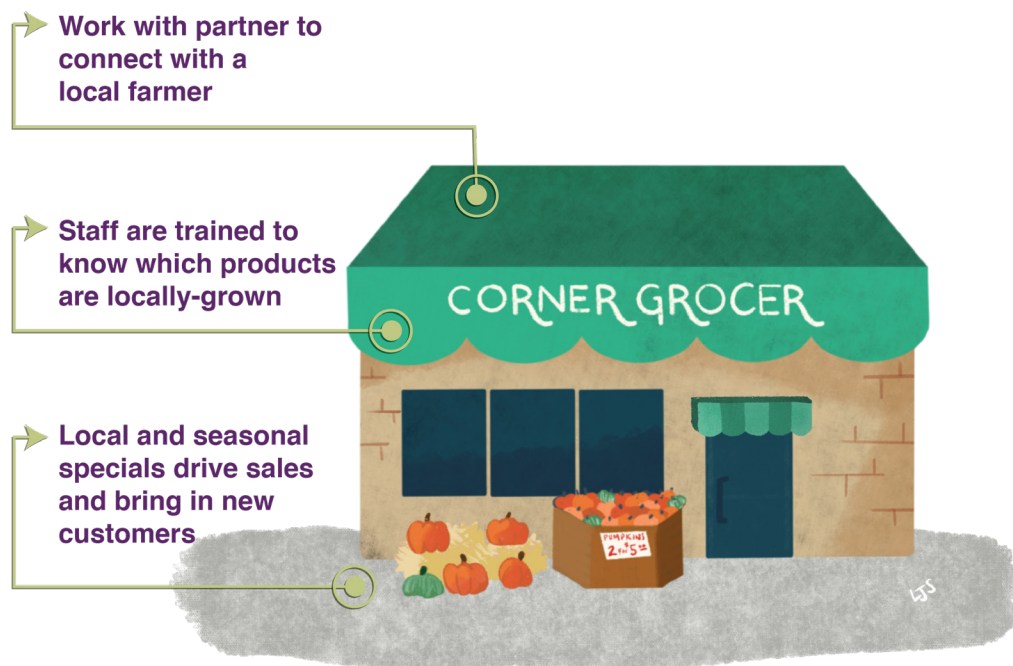 Work with partner to
connect with a
local farmer
Staff are trained to
know which products
are locally-grown
CORNER GROCER
Local and seasonal
specials drive sales
and bring in new
customers
PUMPKINS
2 FOR $5.00
LJS